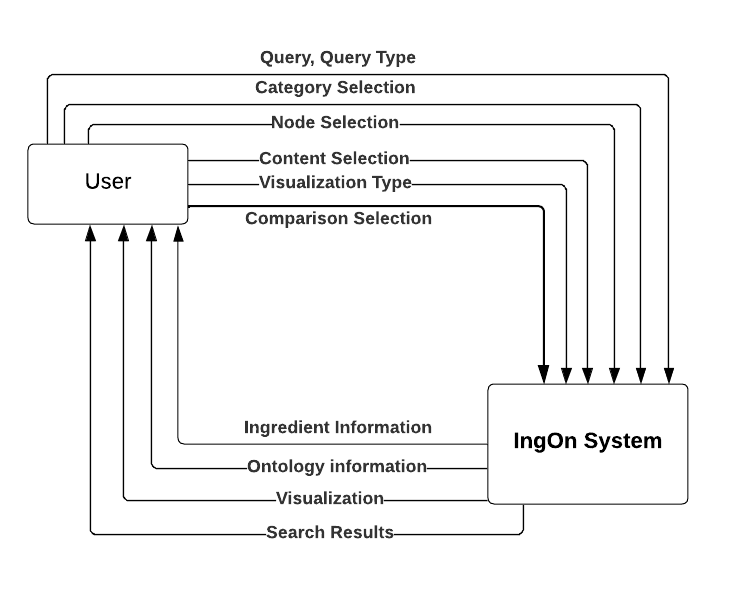 Query, Query Type
Category Selection
Node Selection
Content Selection
User
Visualization Type
Comparison Selection
Ingredient Information
IngOn System
Ontology information
Visualization
Search Results